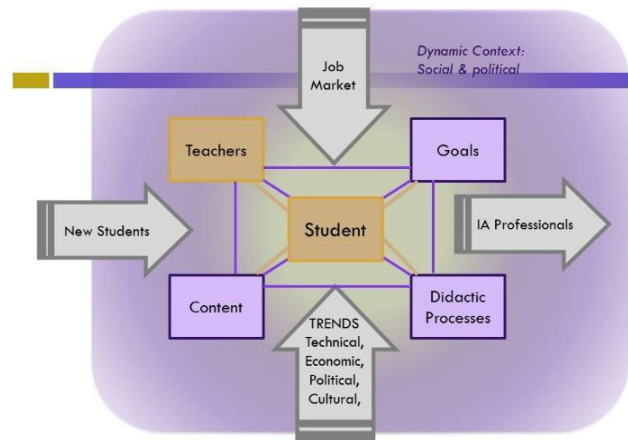 Job
Market
Dynamic Context:
Social & political
Teachers
Goals
New Students
Student
IA Professionals
Content
Didactic
Processes
TRENDS
Technical,
Economic,
Political,
Cultural,